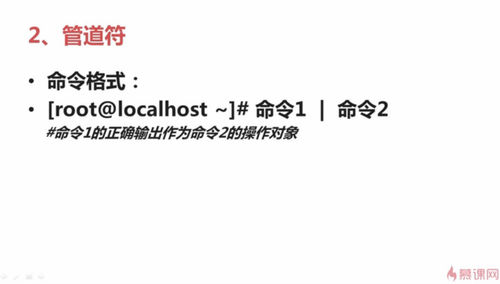 2、管道符
• 命令格式：
• [root@localhost ~]# 命令1 | 命令2
#命令1的正确输出作为命令2的操作对象
慕课网